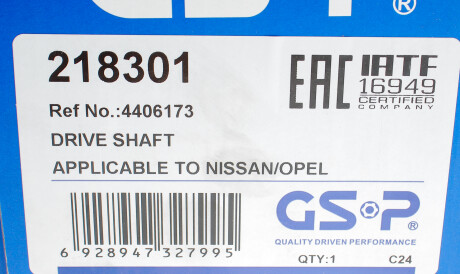 GSP®
218301
EAC IATF
16949
CERTIFIED
COMPANY
Ref No.:4406173
DRIVE SHAFT
APPLICABLE TO NISSAN/OPEL
6 928947 327995
GSP®
QUALITY DRIVEN PERFORMANCE
QTY:1 C24